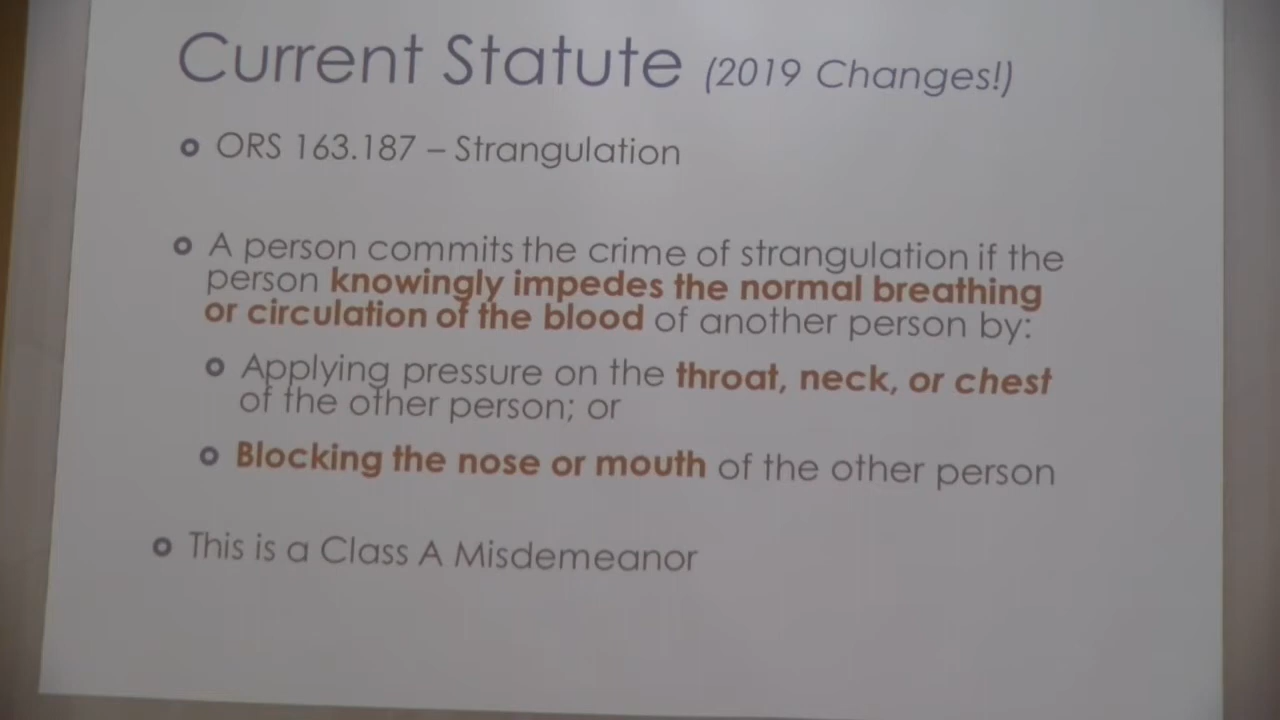 Current Statute (2019 Changes!)
ORS 163.187 – Strangulation
A person commits the crime of strangulation if the
person knowingly impedes the normal breathing
or circulation of the blood of another person by:
Applying pressure on the throat, neck, or chest
of the other person; or
Blocking the nose or mouth of the other person
This is a Class A Misdemeanor